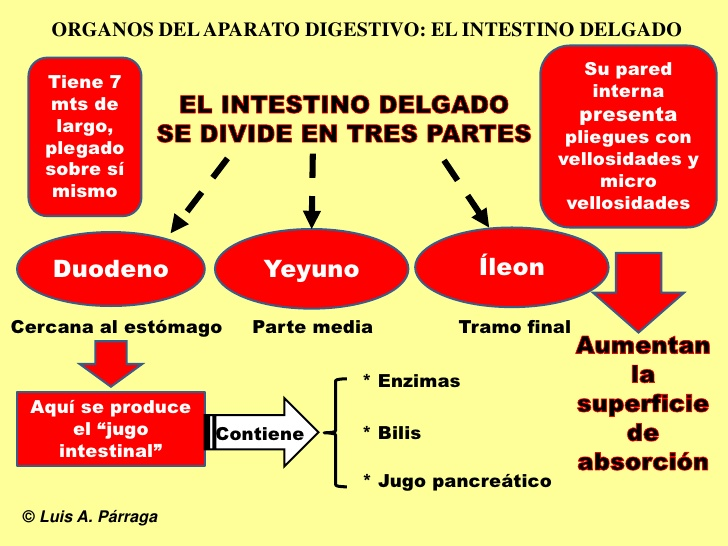 ORGANOS DEL APARATO DIGESTIVO: EL INTESTINO DELGADO
Tiene 7
mts de
largo,
plegado
sobre sí
mismo
EL INTESTINO DELGADO
SE DIVIDE EN TRES PARTES
Su pared
interna
presenta
pliegues con
vellosidades y
micro
vellosidades
Duodeno
Yeyuno
Íleon
Cercana al estómago
Parte media
Tramo final
Aumentan
la
superficie
de
absorción
Aquí se produce
el “jugo
intestinal”
Contiene
* Enzimas
* Bilis
* Jugo pancreático
© Luis A. Párraga